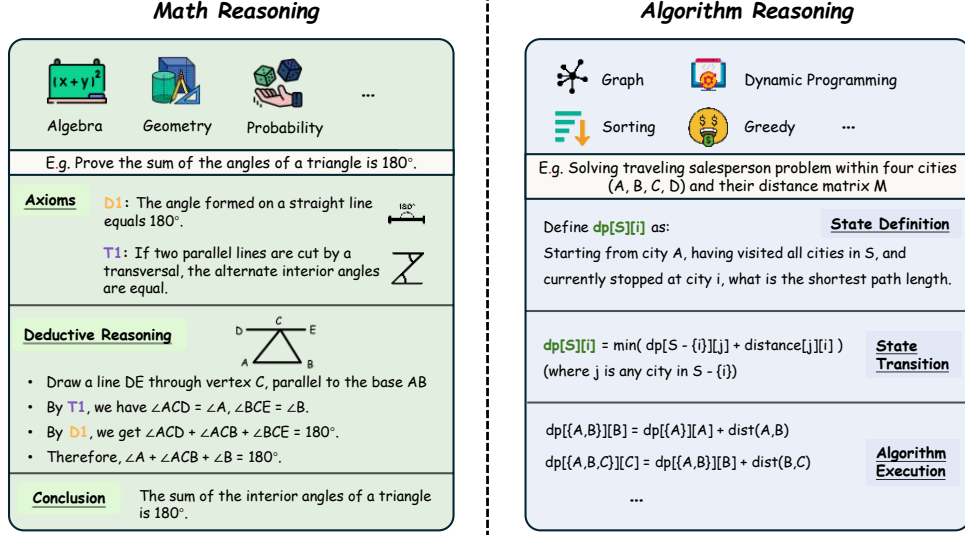 Math Reasoning
(x+y)²
Algebra
Geometry
Probability
...
E.g. Prove the sum of the angles of a triangle is 180°.
Axioms
D1: The angle formed on a straight line
equals 180°.
180°
T1: If two parallel lines are cut by a
transversal, the alternate interior angles
are equal.
Deductive Reasoning
C
D
E
A
B
• Draw a line DE through vertex C, parallel to the base AB
• By T1, we have ∠ACD = ∠A, ∠BCE = ∠B.
• By D1, we get ∠ACD + ∠ACB + ∠BCE = 180°.
• Therefore, ∠A + ∠ACB + ∠B = 180°.
Conclusion
The sum of the interior angles of a triangle
is 180°.
Algorithm Reasoning
Graph
Dynamic Programming
Sorting
$ $
$
Greedy
...
E.g. Solving traveling salesperson problem within four cities
(A, B, C, D) and their distance matrix M
Define dp[S][i] as:
State Definition
Starting from city A, having visited all cities in S, and
currently stopped at city i, what is the shortest path length.
dp[S][i] = min( dp[S - {i}][j] + distance[j][i] )
(where j is any city in S - {i})
State
Transition
dp[{A,B}][B] = dp[{A}][A] + dist(A,B)
dp[{A,B,C}][C] = dp[{A,B}][B] + dist(B,C)
...
Algorithm
Execution